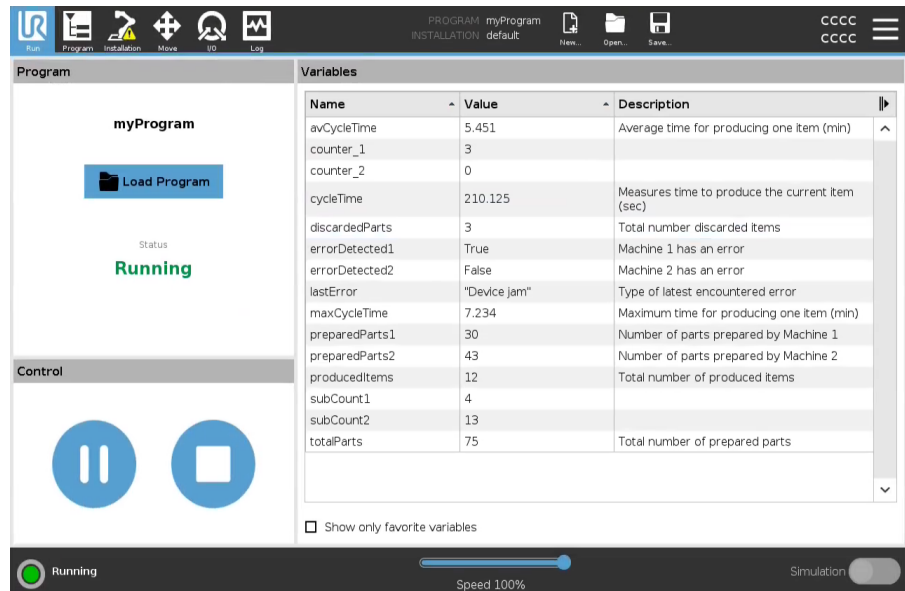 UR
PROGRAM myProgram
INSTALLATION default
CCCC
CCCC
Run Program Installation Move I/O Log New... Open... Save...
Program
myProgram
Load Program
Status
Running
Control
Variables
Name Value Description
avCycleTime 5.451 Average time for producing one item (min)
counter_1 3
counter_2 0
cycleTime 210.125 Measures time to produce the current item
(sec)
discardedParts 3 Total number discarded items
errorDetected1 True Machine 1 has an error
errorDetected2 False Machine 2 has an error
lastError "Device jam" Type of latest encountered error
maxCycleTime 7.234 Maximum time for producing one item (min)
preparedParts1 30 Number of parts prepared by Machine 1
preparedParts2 43 Number of parts prepared by Machine 2
producedItems 12 Total number of produced items
subCount1 4
subCount2 13
totalParts 75 Total number of prepared parts
Show only favorite variables
Running
Speed 100%
Simulation